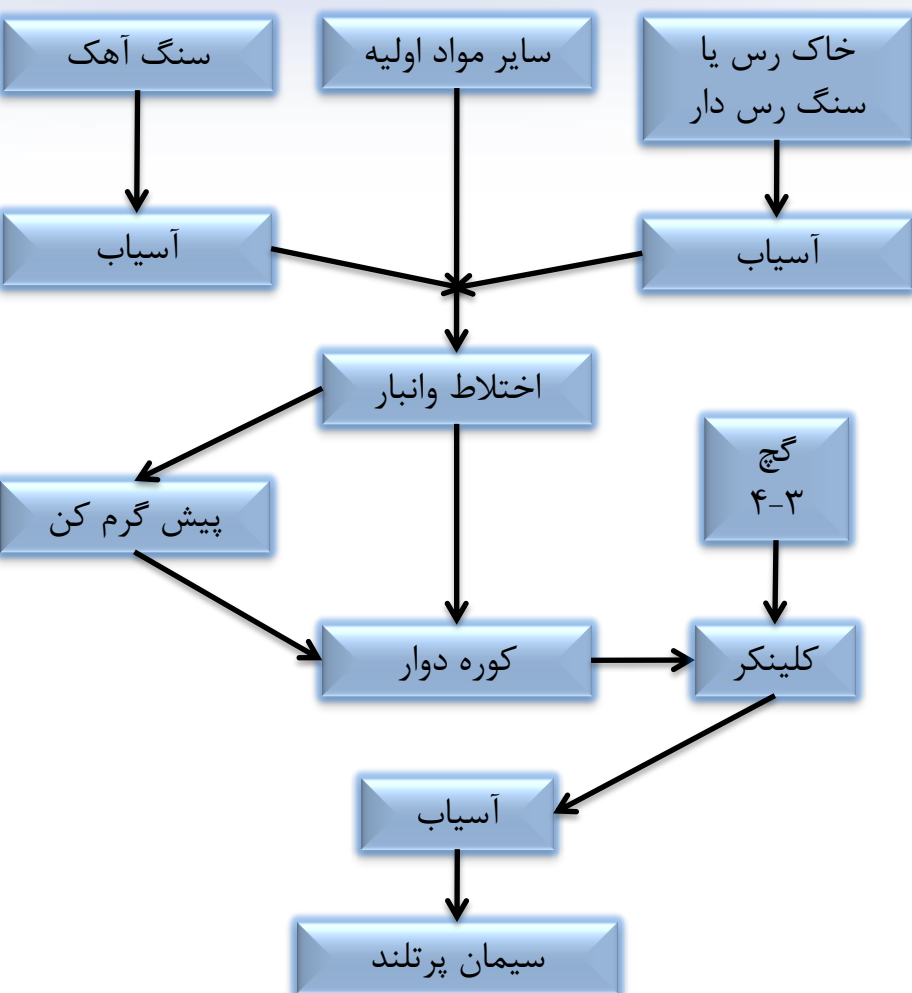 خاک رس یا
سنگ رس دار
سایر مواد اولیه
سنگ آهک
آسیاب
آسیاب
اختلاط وانبار
گچ
۴-۳
پیش گرم کن
کوره دوار
کلینکر
آسیاب
سیمان پرتلند